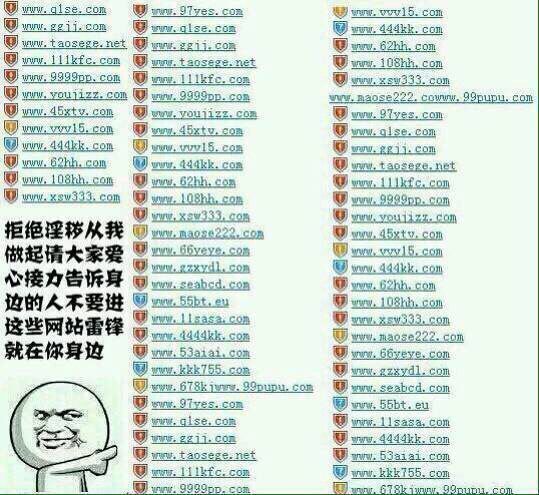 www.qlse.com
www.ggjj.com
www.taosege.net
www.111kfc.com
www.9999pp.com
www.youjizz.com
www.45xtv.com
www.vvv15.com
www.444kk.com
www.62hh.com
www.108hh.com
www.xsw333.com
拒绝淫秽从我
做起请大家爱
心接力告诉身
边的人不要进
这些网站雷锋
就在你身边
www.97yes.com
www.qlse.com
www.ggjj.com
www.taosege.net
www.111kfc.com
www.9999pp.com
www.youjizz.com
www.45xtv.com
www.vvv15.com
www.444kk.com
www.62hh.com
www.108hh.com
www.xsw333.com
www.maose222.com
www.66yeye.com
www.gzxydl.com
www.seabcd.com
www.55bt.eu
www.11sasa.com
www.4444kk.com
www.53aiai.com
www.kkk755.com
www.678kjwww.99pupu.com
www.97yes.com
www.qlse.com
www.ggjj.com
www.taosege.net
www.111kfc.com
www.9999pp.com
www.vvv15.com
www.444kk.com
www.62hh.com
www.108hh.com
www.xsw333.com
www.maose222.cowww.99pupu.com
www.97yes.com
www.qlse.com
www.ggjj.com
www.taosege.net
www.111kfc.com
www.9999pp.com
www.youjizz.com
www.45xtv.com
www.vvv15.com
www.444kk.com
www.62hh.com
www.108hh.com
www.xsw333.com
www.maose222.com
www.66yeye.com
www.gzxydl.com
www.seabcd.com
www.55bt.eu
www.11sasa.com
www.4444kk.com
www.53aiai.com
www.kkk755.com
www.678kjwww.99pupu.com